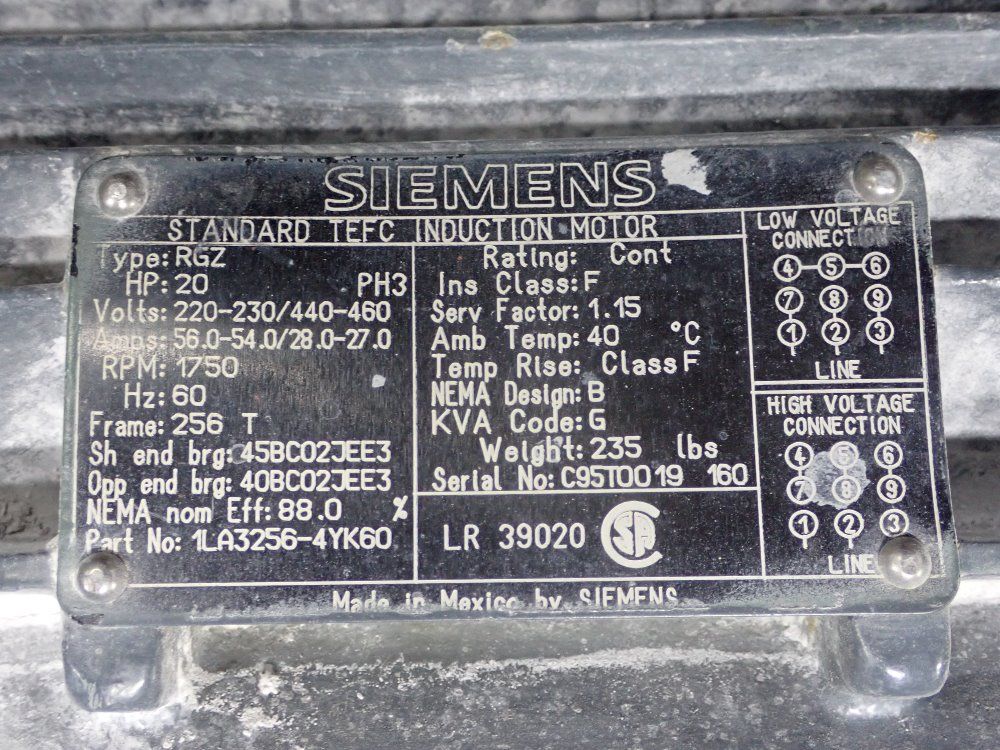 SIEMENS
STANDARD TEFC INDUCTION MOTOR
Type: RGZ
HP: 20 PH3
Volts: 220-230/440-460
Amps: 56.0-54.0/28.0-27.0
RPM: 1750
Hz: 60
Frame: 256 T
Sh end brg: 45BC02JEE3
Opp end brg: 40BC02JEE3
NEMA nom Eff: 88.0 %
Part No: 1LA3256-4YK60
Rating: Cont
Ins Class: F
Serv Factor: 1.15
Amb Temp: 40 °C
Temp Rise: Class F
NEMA Design: B
KVA Code: G
Weight: 235 lbs
Serial No: C95T0019 160
LR 39020 CSA
LOW VOLTAGE
CONNECTION
4 5 6
7 8 9
1 2 3
LINE
HIGH VOLTAGE
CONNECTION
4 5 6
7 8 9
1 2 3
LINE
Made in Mexico by SIEMENS